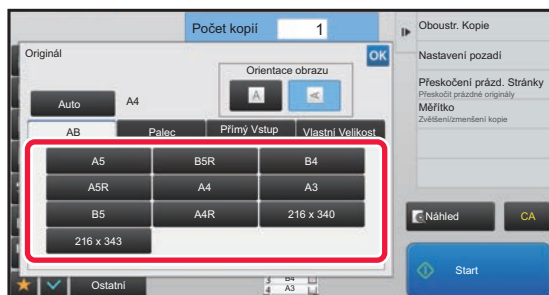 Počet kopií 1
Originál
OK
Orientace obrazu
A A
Auto A4
AB Palec Přímý Vstup Vlastní Velikost
A5 B5R B4
A5R A4 A3
B5 A4R 216 x 340
216 x 343
Ostatní
3 B4
4 A3
Oboustr. Kopie
Nastavení pozadí
Přeskočení prázd. Stránky
Přeskočit prázdné originály
Měřítko
Zvětšení/zmenšení kopie
Náhled CA
Start